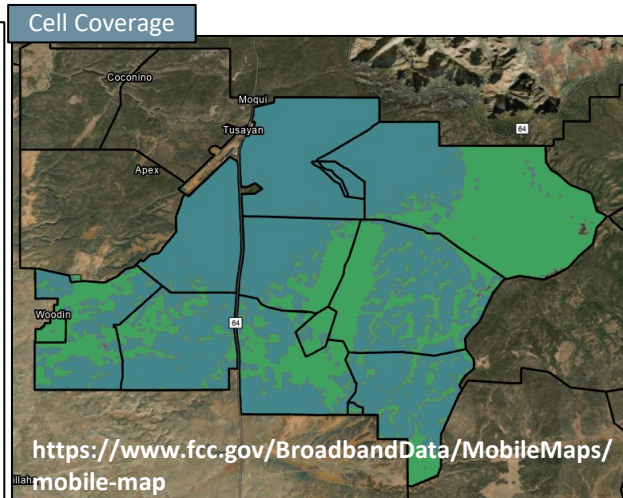 Cell Coverage
Coconino
Moqui
Tusayan
64
Apex
Woodin
64
https://www.fcc.gov/BroadbandData/MobileMaps/
mobile-map